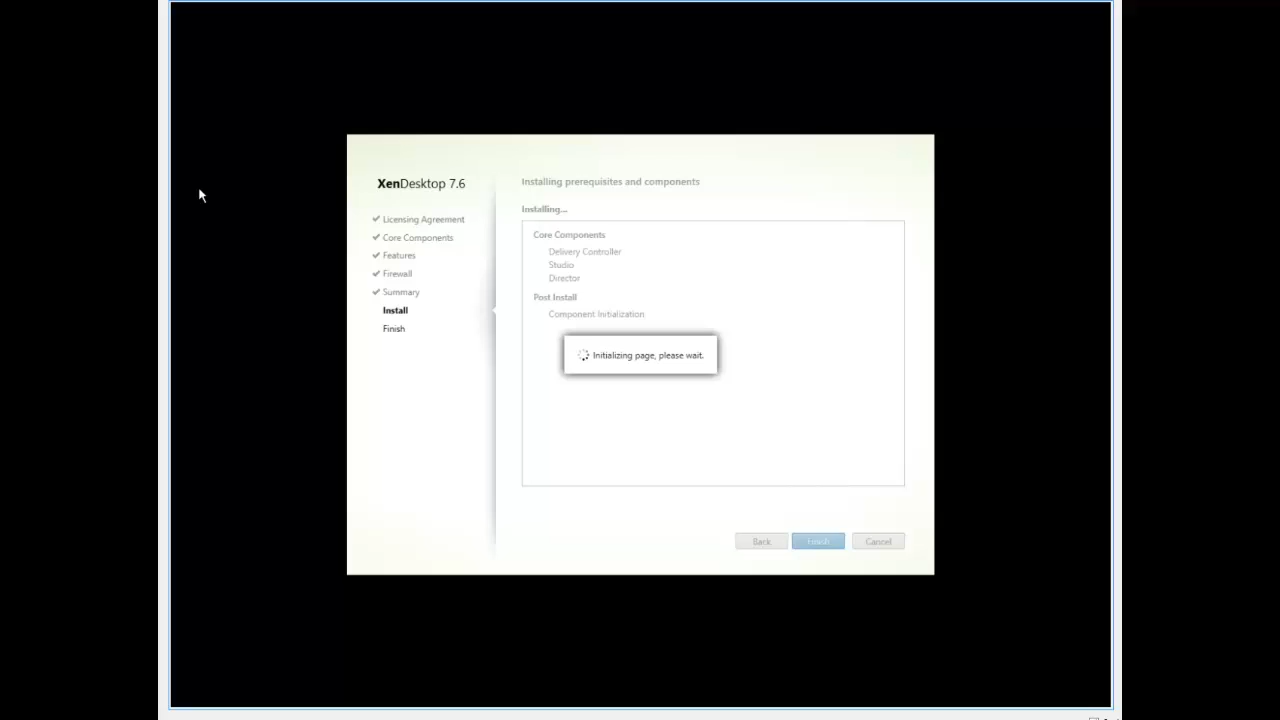 XenDesktop 7.6
Licensing Agreement
Core Components
Features
Firewall
Summary
Install
Finish
Installing prerequisites and components
Installing...
Core Components
Delivery Controller
Studio
Director
Post Install
Component Initialization
Initializing page, please wait.
Back
Finish
Cancel